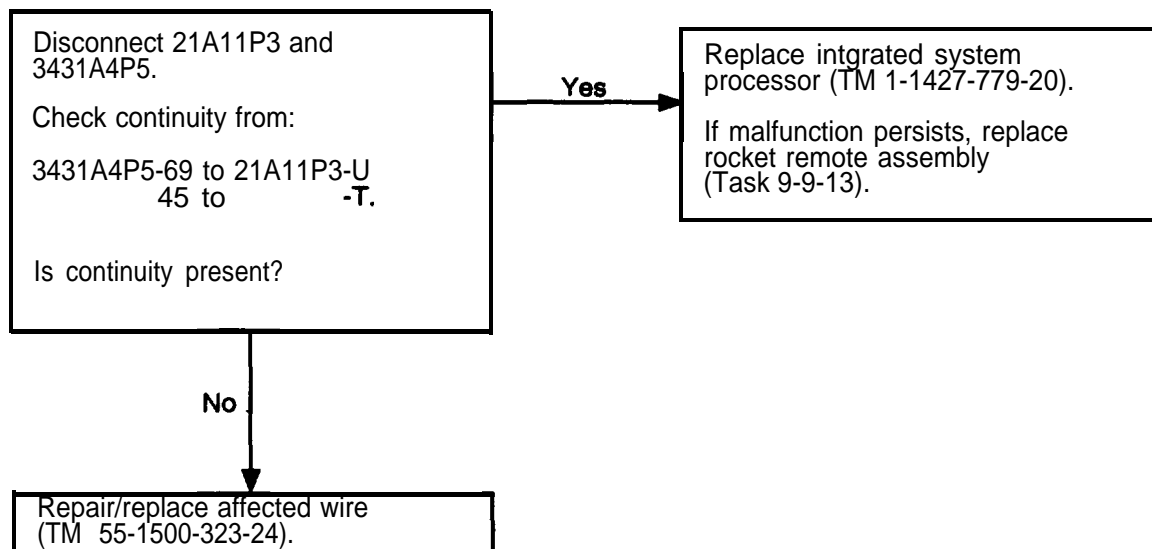 Disconnect 21A11P3 and
3431A4P5.
Check continuity from:
3431A4P5-69 to 21A11P3-U
45 to -T.
Is continuity present?
Yes
Replace intgrated system
processor (TM 1-1427-779-20).
If malfunction persists, replace
rocket remote assembly
(Task 9-9-13).
No
Repair/replace affected wire
(TM 55-1500-323-24).